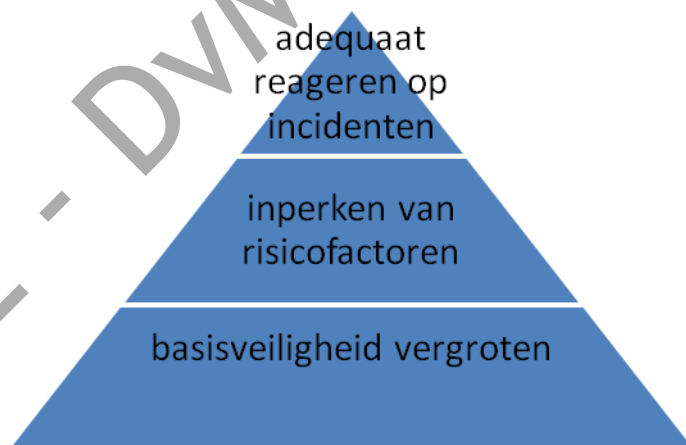 adequaat
reageren op
incidenten
inperken van
risicofactoren
basisveiligheid vergroten